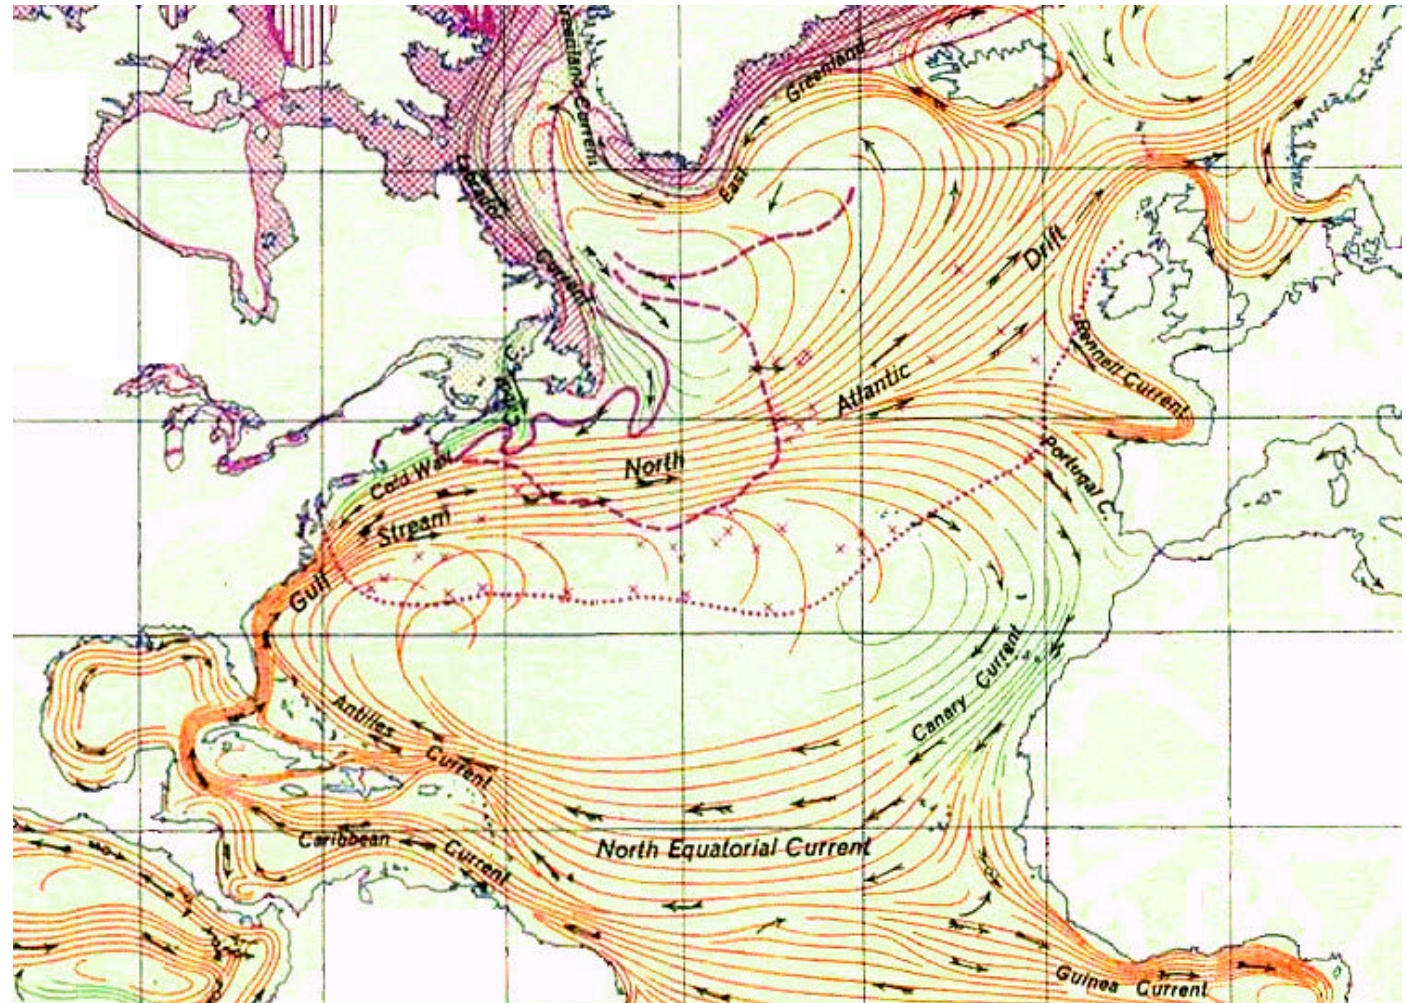 Greenland Current
Greenland
East
Labrador
Current
Drift
Rennell Current
Atlantic
North
Cold Wall
Stream
Gulf
Portugal C.
Antilles
Current
Canary Current
Caribbean
Current
North Equatorial Current
Guinea Current